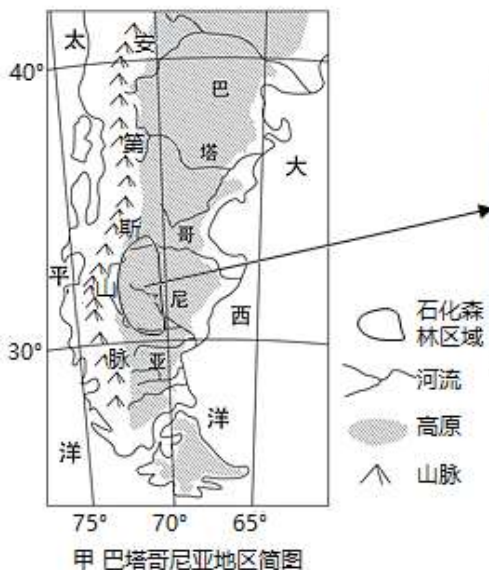 太
安
40°
巴
第
塔
大
斯
哥
平
山
尼
西
30°
脉
亚
洋
洋
75°
70°
65°
石化森
林区域
河流
高原
山脉
甲 巴塔哥尼亚地区简图